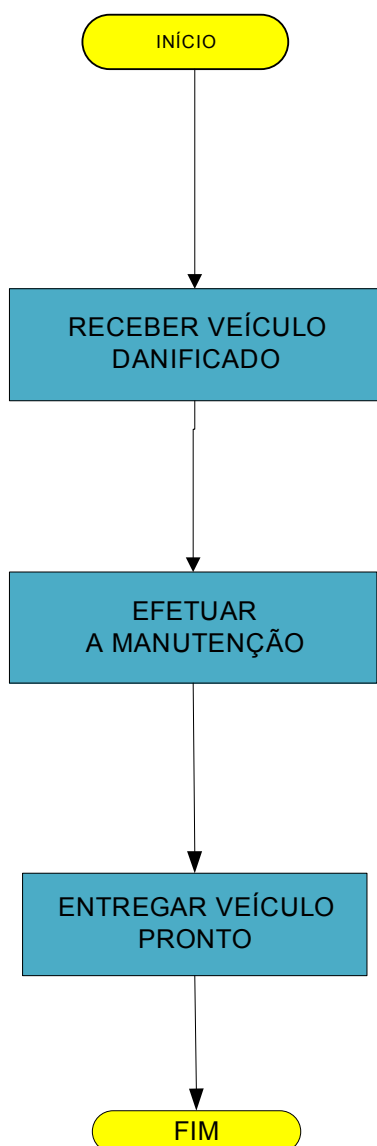 INÍCIO
RECEBER VEÍCULO
DANIFICADO
EFETUAR
A MANUTENÇÃO
ENTREGAR VEÍCULO
PRONTO
FIM